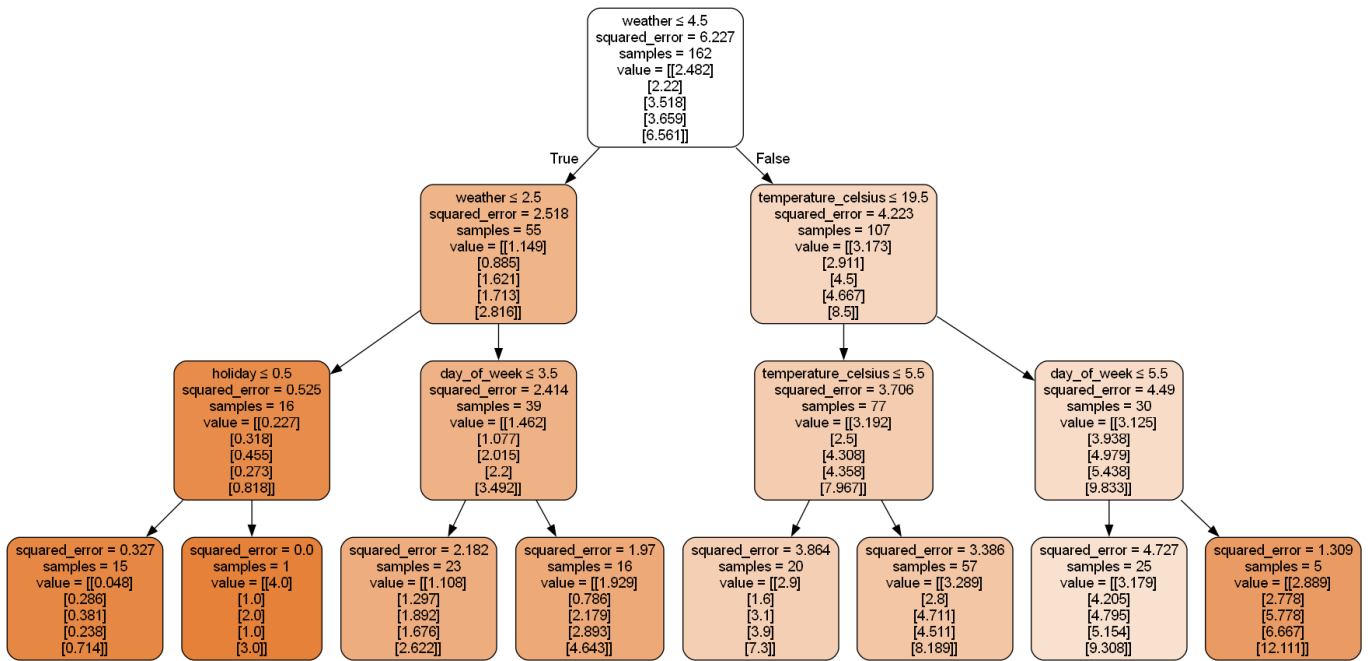 weather ≤ 4.5
squared_error = 6.227
samples = 162
value = [[2.482]
[2.22]
[3.518]
[3.659]
[6.561]]
True
False
weather ≤ 2.5
squared_error = 2.518
samples = 55
value = [[1.149]
[0.885]
[1.621]
[1.713]
[2.816]]
temperature_celsius ≤ 19.5
squared_error = 4.223
samples = 107
value = [[3.173]
[2.911]
[4.5]
[4.667]
[8.5]]
holiday ≤ 0.5
squared_error = 0.525
samples = 16
value = [[0.227]
[0.318]
[0.455]
[0.273]
[0.818]]
day_of_week ≤ 3.5
squared_error = 2.414
samples = 39
value = [[1.462]
[1.077]
[2.015]
[2.2]
[3.492]]
temperature_celsius ≤ 5.5
squared_error = 3.706
samples = 77
value = [[3.192]
[2.5]
[4.308]
[4.358]
[7.967]]
day_of_week ≤ 5.5
squared_error = 4.49
samples = 30
value = [[3.125]
[3.938]
[4.979]
[5.438]
[9.833]]
squared_error = 0.327
samples = 15
value = [[0.048]
[0.286]
[0.381]
[0.238]
[0.714]]
squared_error = 0.0
samples = 1
value = [[4.0]
[1.0]
[2.0]
[1.0]
[3.0]]
squared_error = 2.182
samples = 23
value = [[1.108]
[1.297]
[1.892]
[1.676]
[2.622]]
squared_error = 1.97
samples = 16
value = [[1.929]
[0.786]
[2.179]
[2.893]
[4.643]]
squared_error = 3.864
samples = 20
value = [[2.9]
[1.6]
[3.1]
[3.9]
[7.3]]
squared_error = 3.386
samples = 57
value = [[3.289]
[2.8]
[4.711]
[4.511]
[8.189]]
squared_error = 4.727
samples = 25
value = [[3.179]
[4.205]
[4.795]
[5.154]
[9.308]]
squared_error = 1.309
samples = 5
value = [[2.889]
[2.778]
[5.778]
[6.667]
[12.111]]